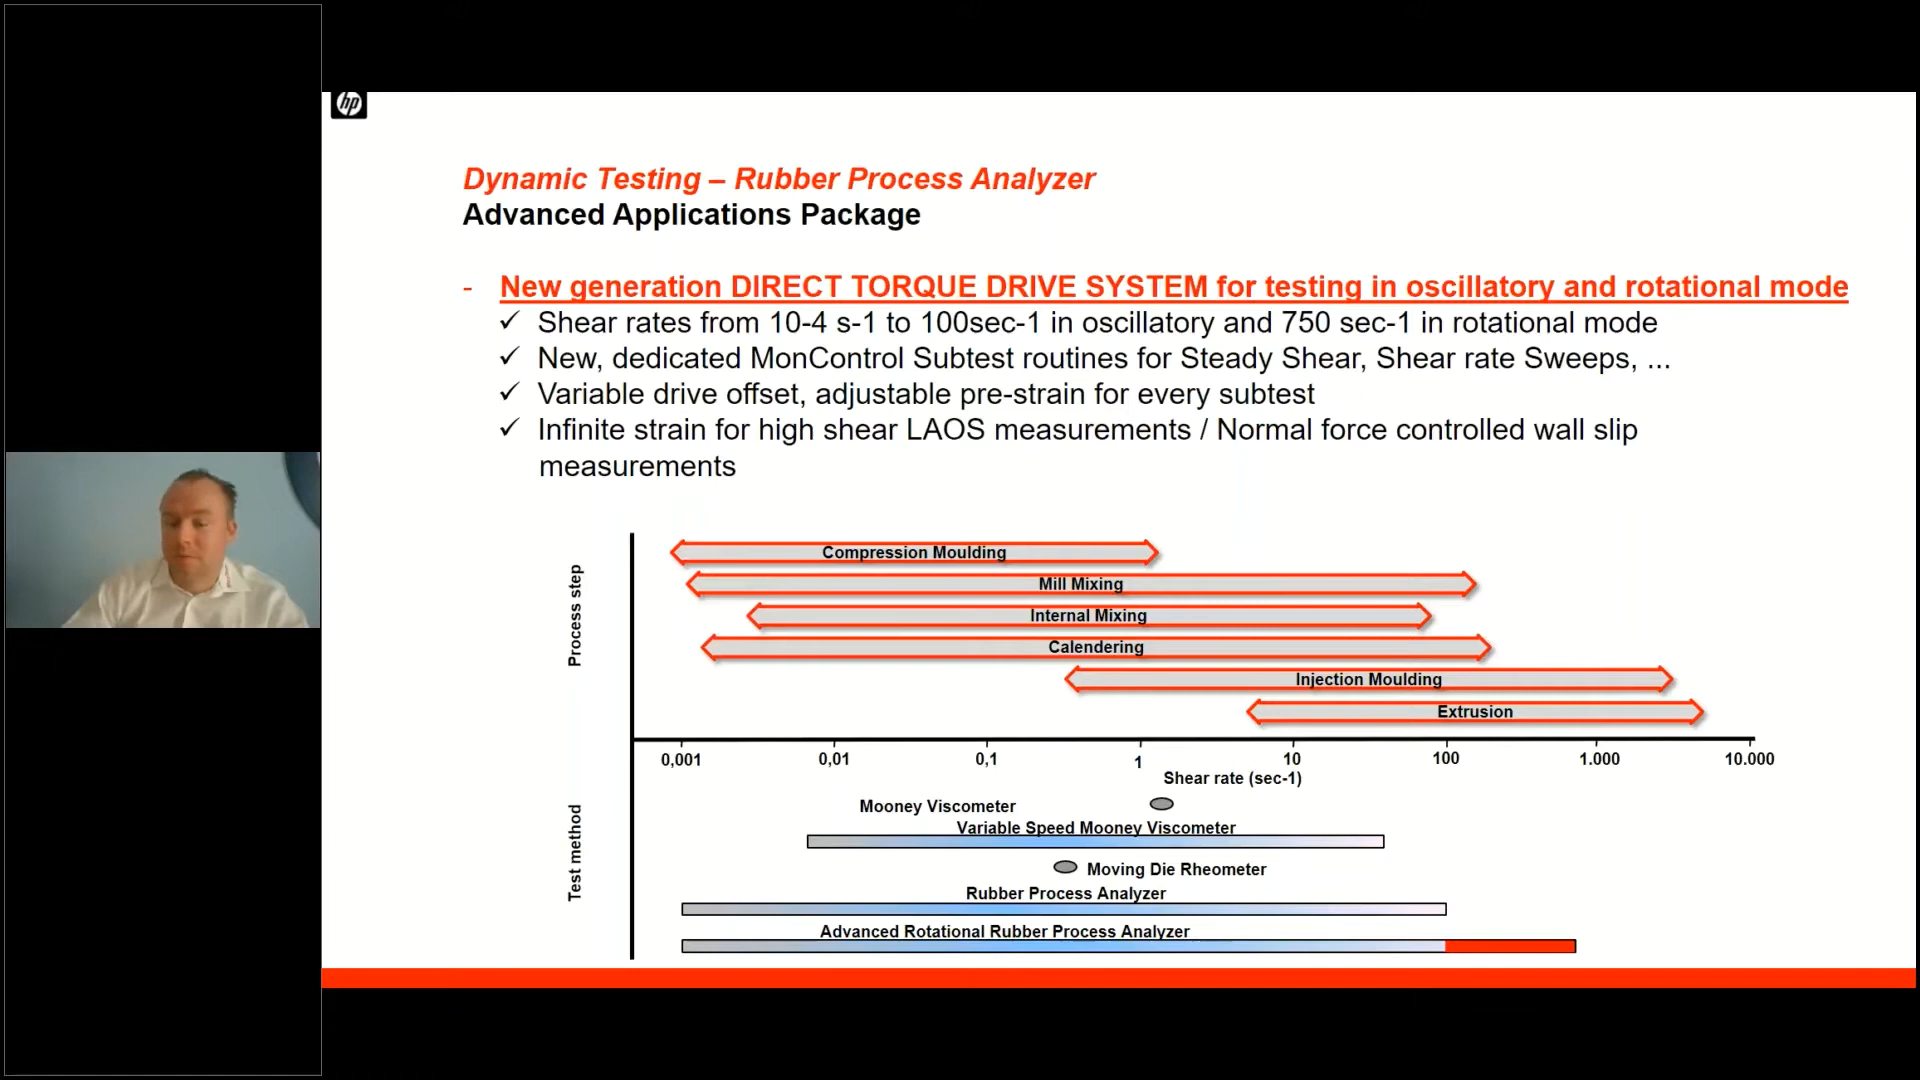 hp
Dynamic Testing – Rubber Process Analyzer
Advanced Applications Package
- New generation DIRECT TORQUE DRIVE SYSTEM for testing in oscillatory and rotational mode
✓ Shear rates from 10-4 s-1 to 100sec-1 in oscillatory and 750 sec-1 in rotational mode
✓ New, dedicated MonControl Subtest routines for Steady Shear, Shear rate Sweeps, ...
✓ Variable drive offset, adjustable pre-strain for every subtest
✓ Infinite strain for high shear LAOS measurements / Normal force controlled wall slip
measurements
Process step
Compression Moulding
Mill Mixing
Internal Mixing
Calendering
Injection Moulding
Extrusion
0,001 0,01 0,1 1 10 100 1.000 10.000
Shear rate (sec-1)
Test method
Mooney Viscometer
Variable Speed Mooney Viscometer
Moving Die Rheometer
Rubber Process Analyzer
Advanced Rotational Rubber Process Analyzer